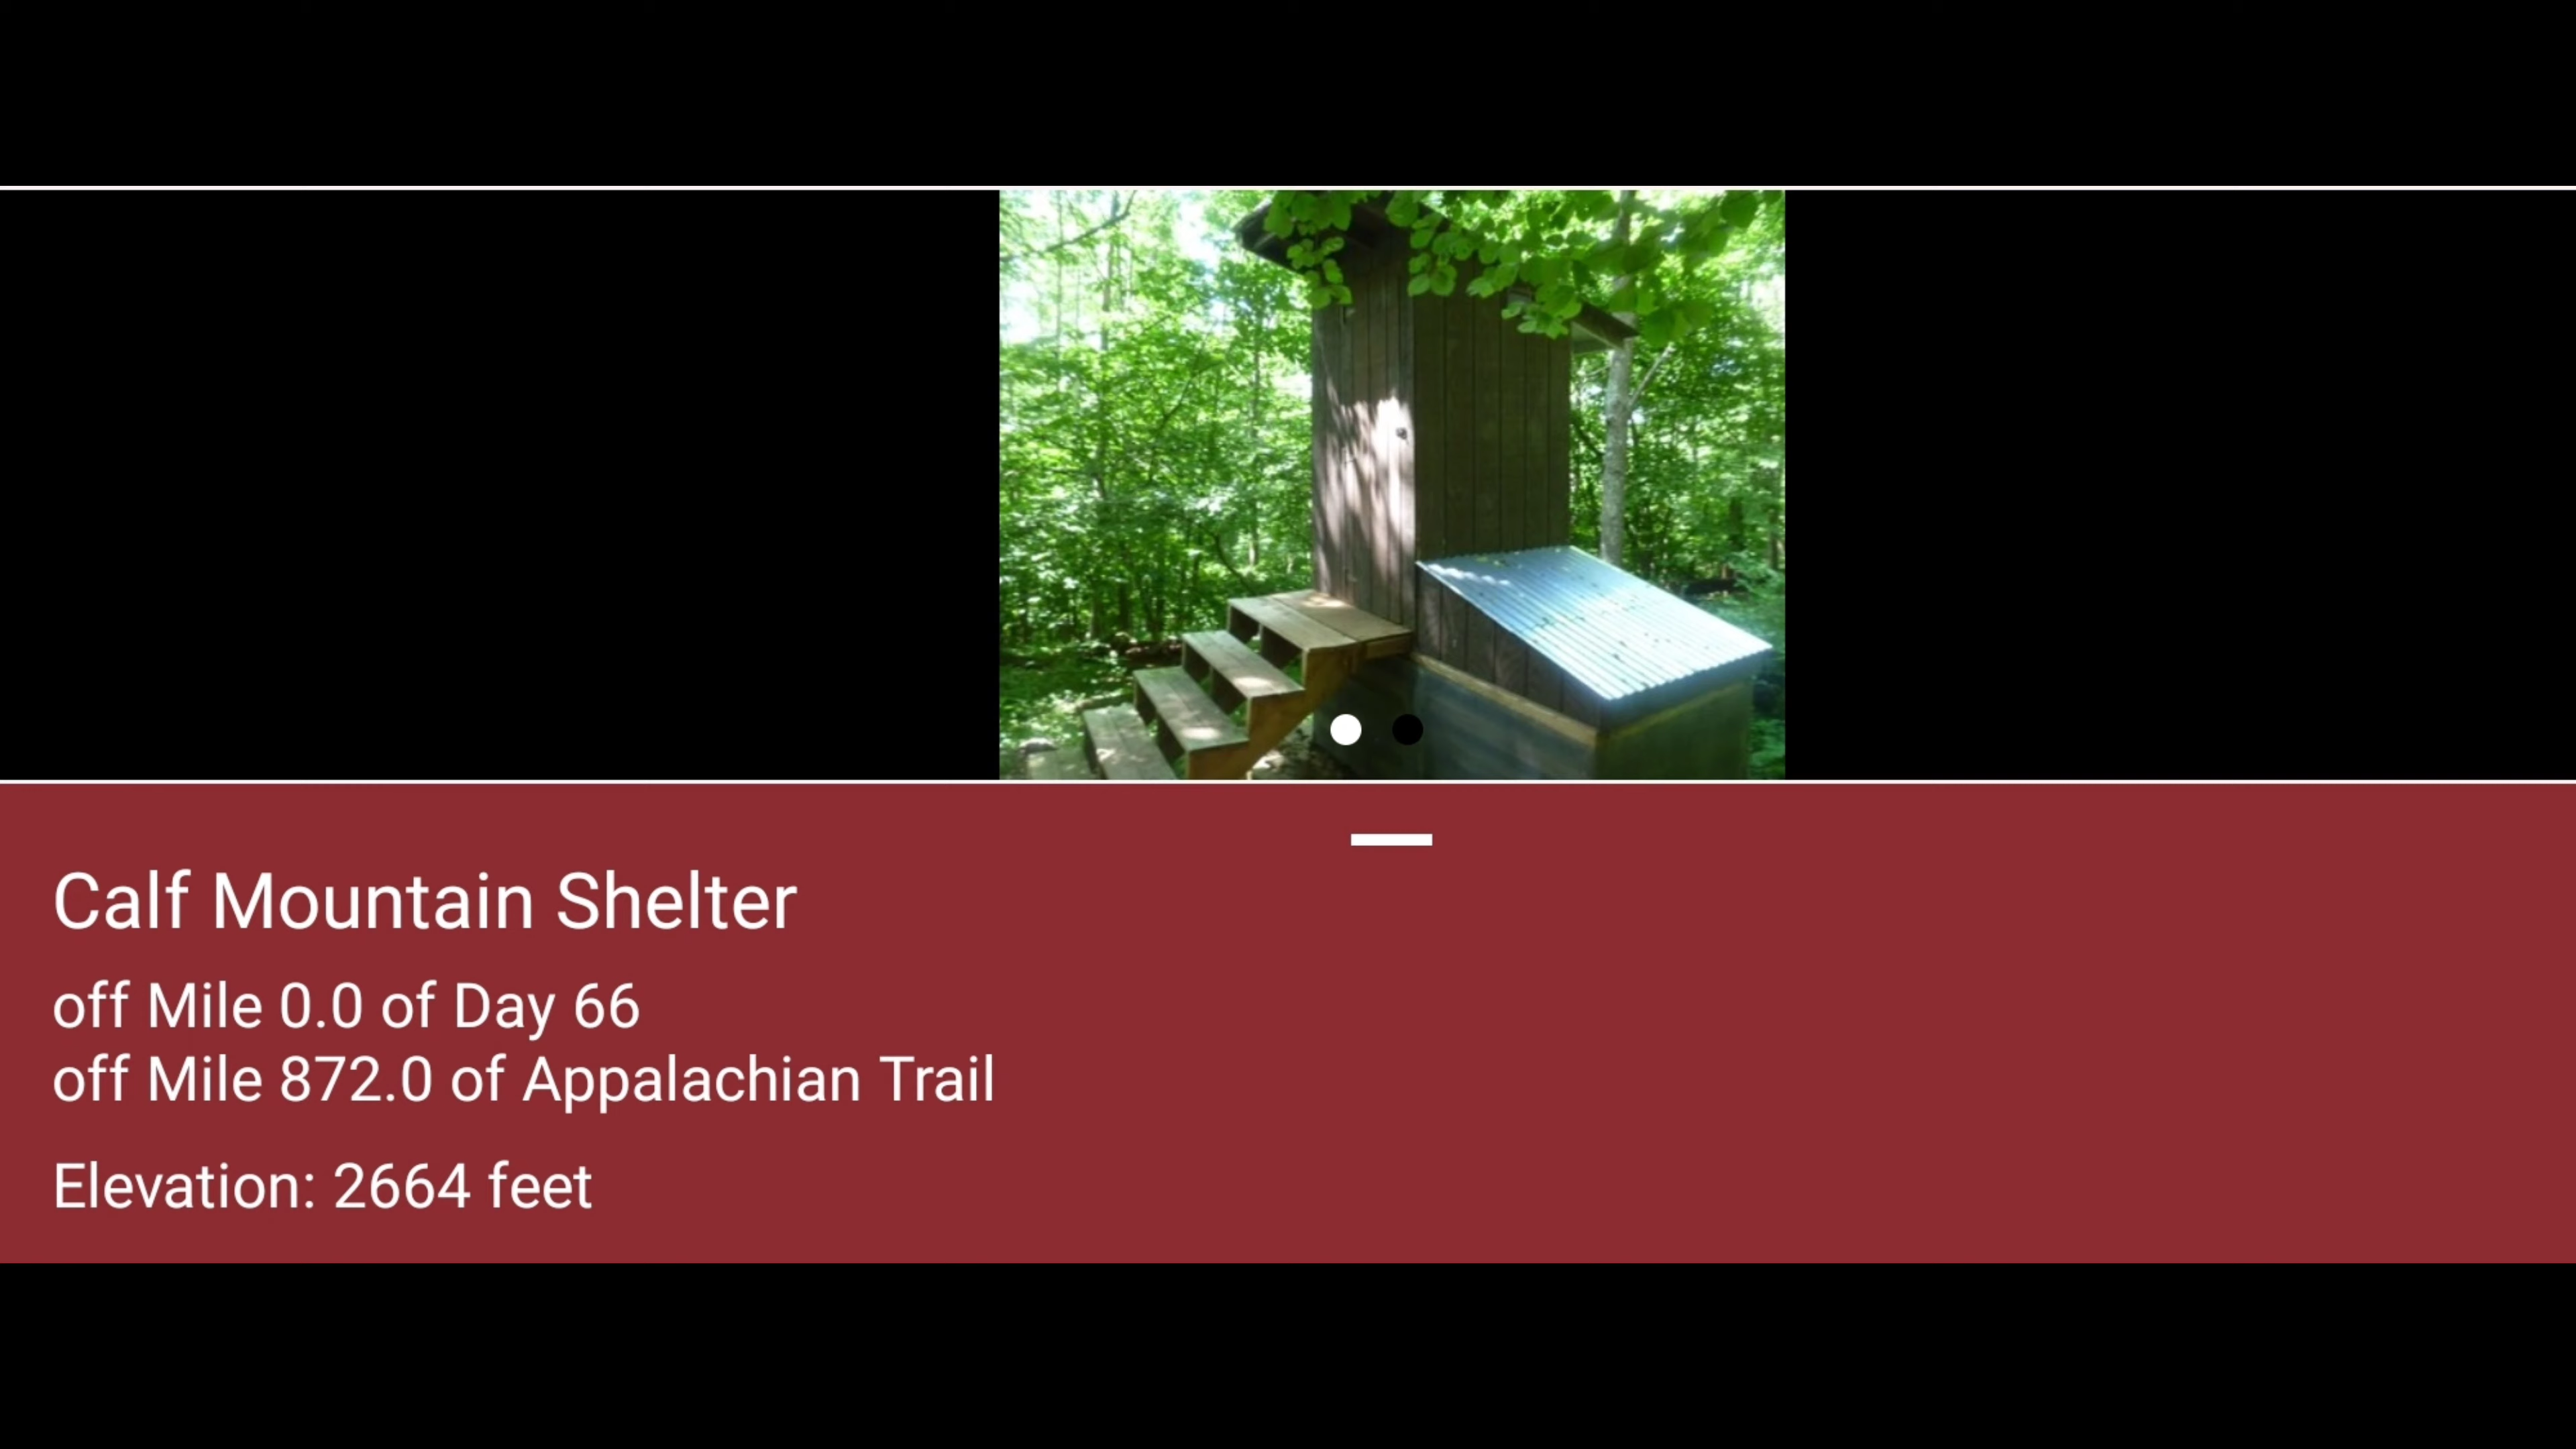 Calf Mountain Shelter
off Mile 0.0 of Day 66
off Mile 872.0 of Appalachian Trail
Elevation: 2664 feet